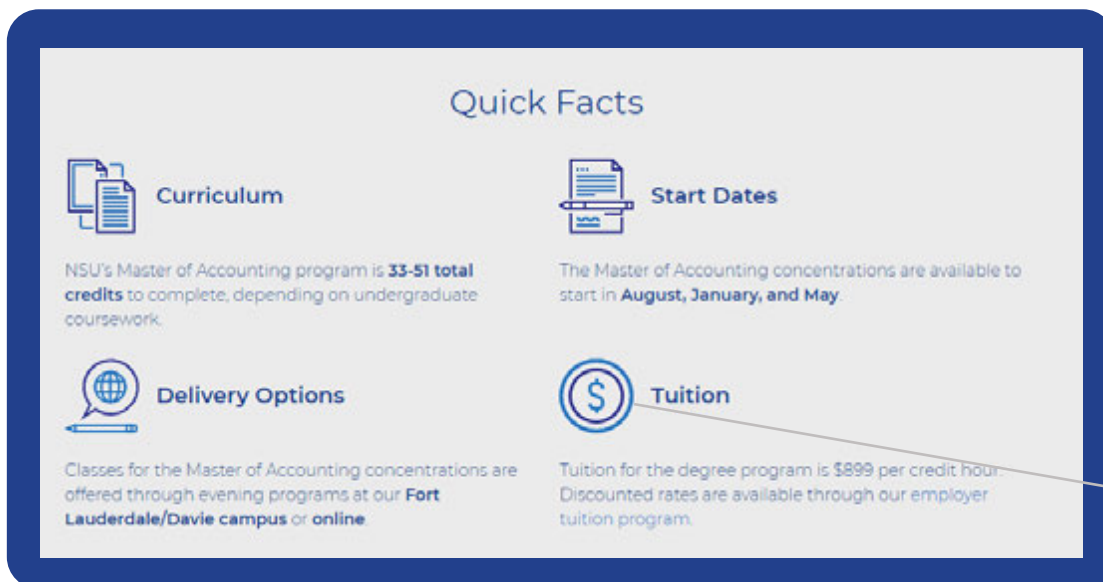 Quick Facts
Curriculum
NSU's Master of Accounting program is 33-51 total
credits to complete, depending on undergraduate
coursework.
Start Dates
The Master of Accounting concentrations are available to
start in August, January, and May.
Delivery Options
Classes for the Master of Accounting concentrations are
offered through evening programs at our Fort
Lauderdale/Davie campus or online.
Tuition
Tuition for the degree program is $899 per credit hour.
Discounted rates are available through our employer
tuition program.